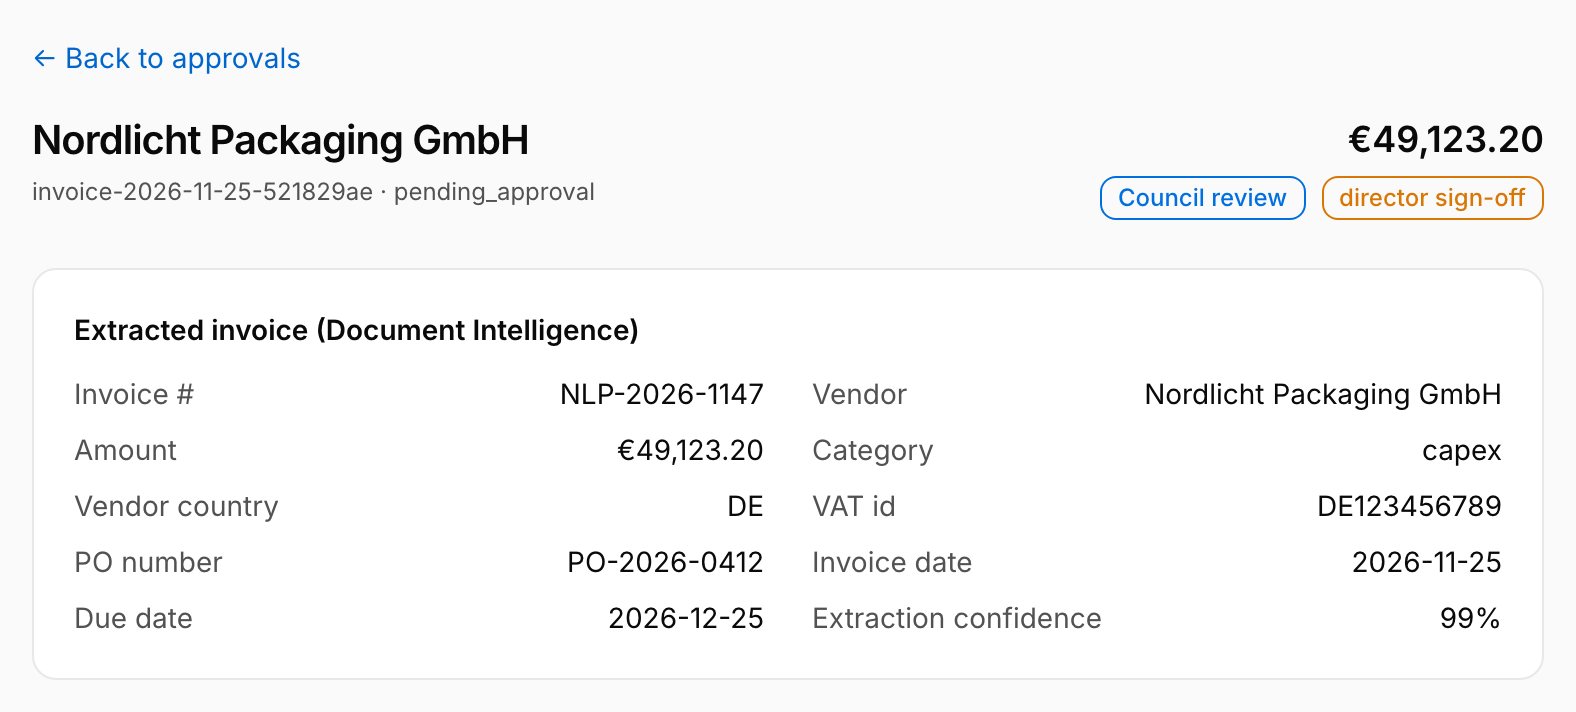 ← Back to approvals
Nordlicht Packaging GmbH
€49,123.20
invoice-2026-11-25-521829ae · pending_approval
Council review
director sign-off
Extracted invoice (Document Intelligence)
Invoice # NLP-2026-1147
Vendor Nordlicht Packaging GmbH
Amount €49,123.20
Category capex
Vendor country DE
VAT id DE123456789
PO number PO-2026-0412
Invoice date 2026-11-25
Due date 2026-12-25
Extraction confidence 99%